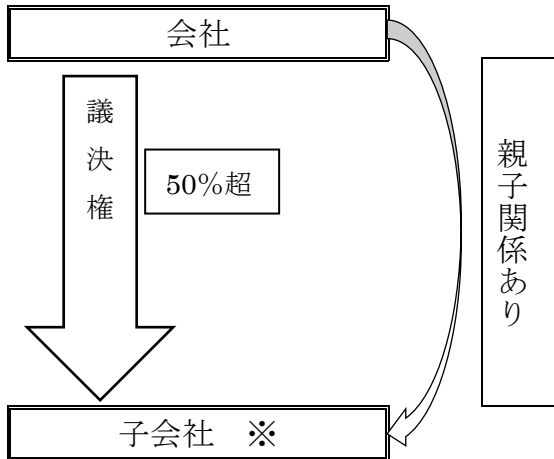 会社
議決権
50％超
親子関係あり
子会社　※